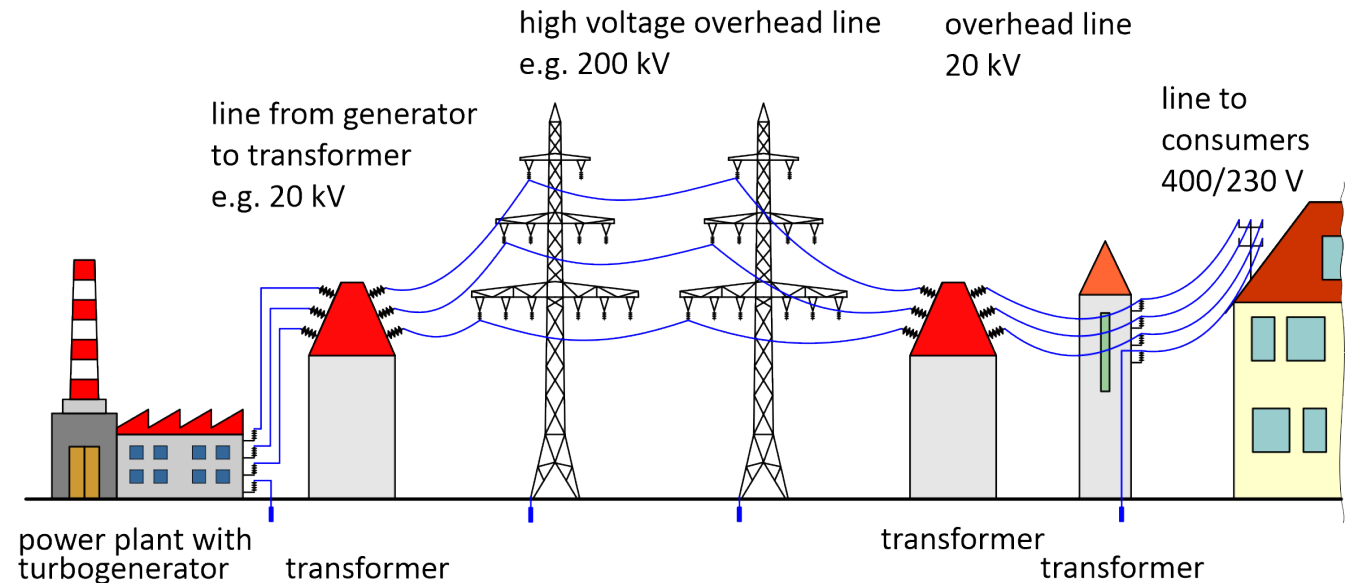 high voltage overhead line
e.g. 200 kV
overhead line
20 kV
line from generator
to transformer
e.g. 20 kV
line to
consumers
400/230 V
power plant with
turbogenerator
transformer
transformer
transformer